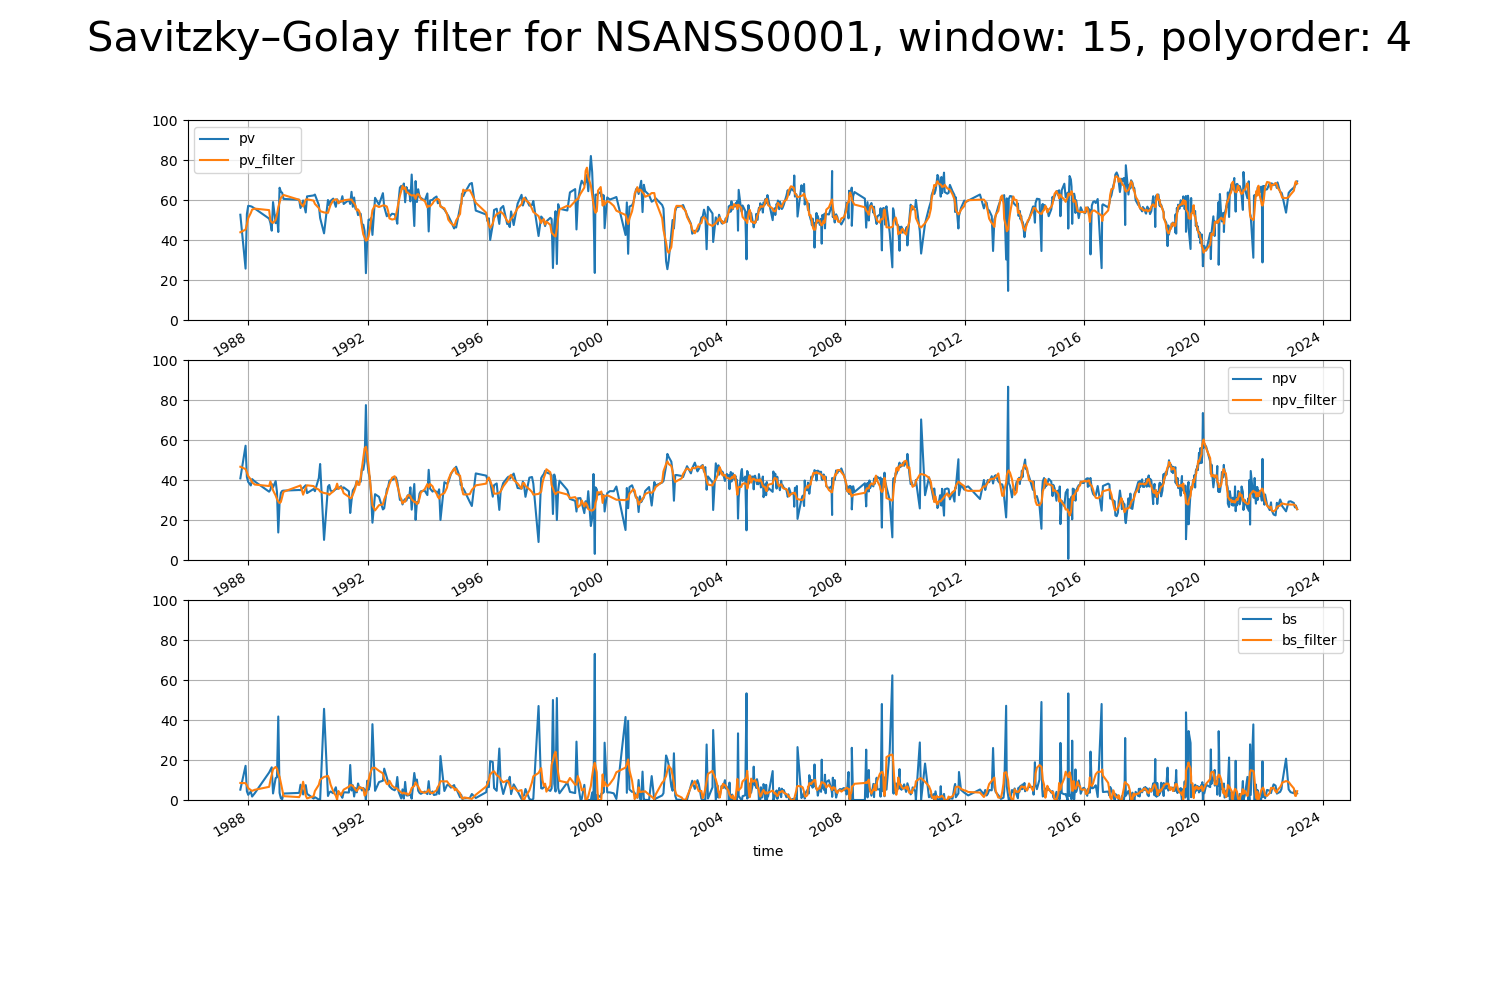 Savitzky–Golay filter for NSANSS0001, window: 15, polyorder: 4
100
80
60
40
20
0
pv
pv_filter
1988 1992 1996 2000 2004 2008 2012 2016 2020 2024
100
80
60
40
20
0
npv
npv_filter
1988 1992 1996 2000 2004 2008 2012 2016 2020 2024
100
80
60
40
20
0
bs
bs_filter
1988 1992 1996 2000 2004 2008 2012 2016 2020 2024
time